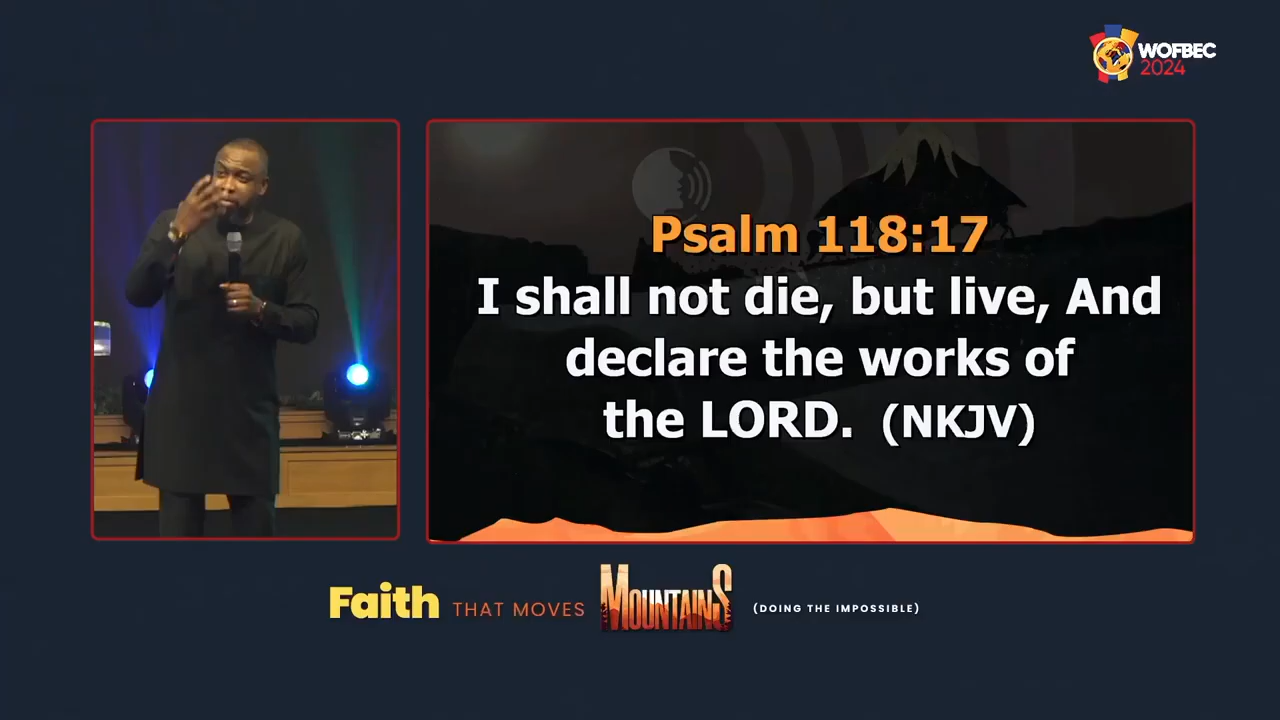 WOFBEC
2024
Psalm 118:17
I shall not die, but live, And
declare the works of
the LORD. (NKJV)
Faith THAT MOVES MOUNTAINS (DOING THE IMPOSSIBLE)